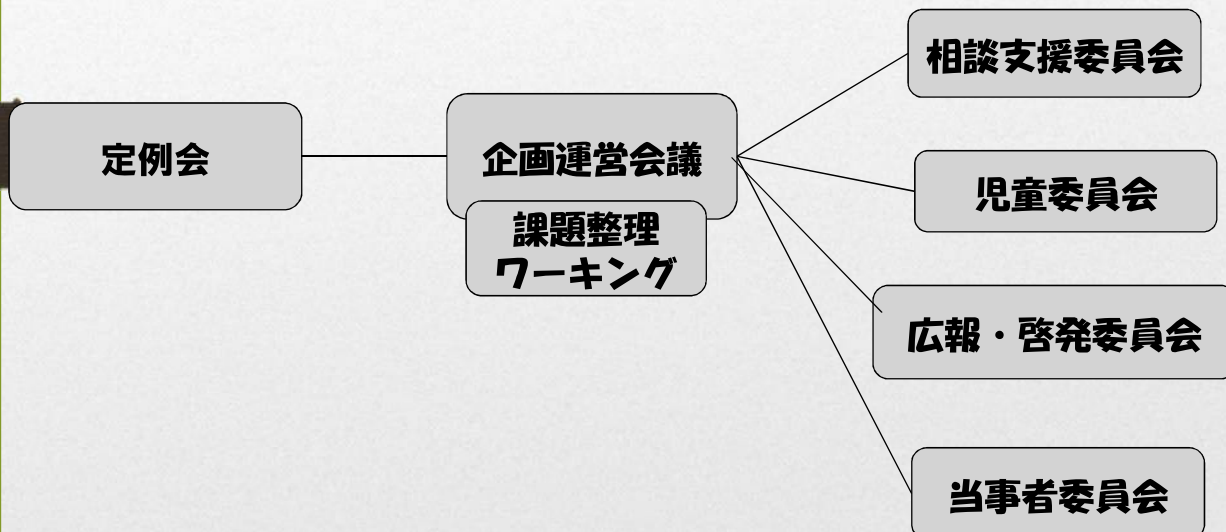 定例会
企画運営会議
課題整理
ワーキング
相談支援委員会
児童委員会
広報・啓発委員会
当事者委員会